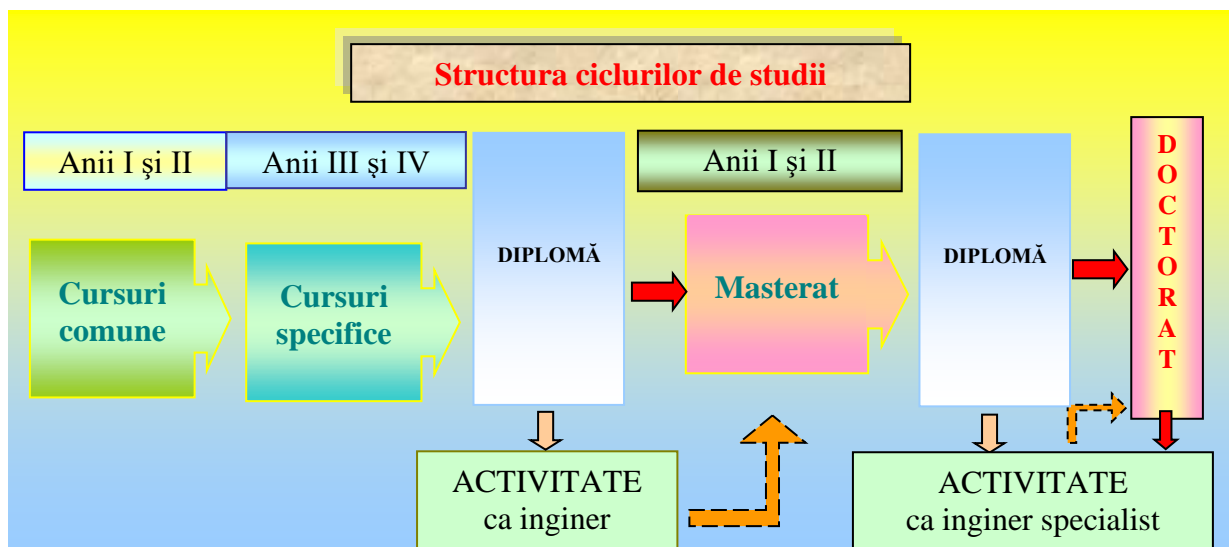 Structura ciclurilor de studii
Anii I şi II
Anii III și IV
Anii I şi II
Cursuri
comune
Cursuri
specifice
DIPLOMĂ
Masterat
DIPLOMĂ
DOCTORAT
ACTIVITATE
ca inginer
ACTIVITATE
ca inginer specialist